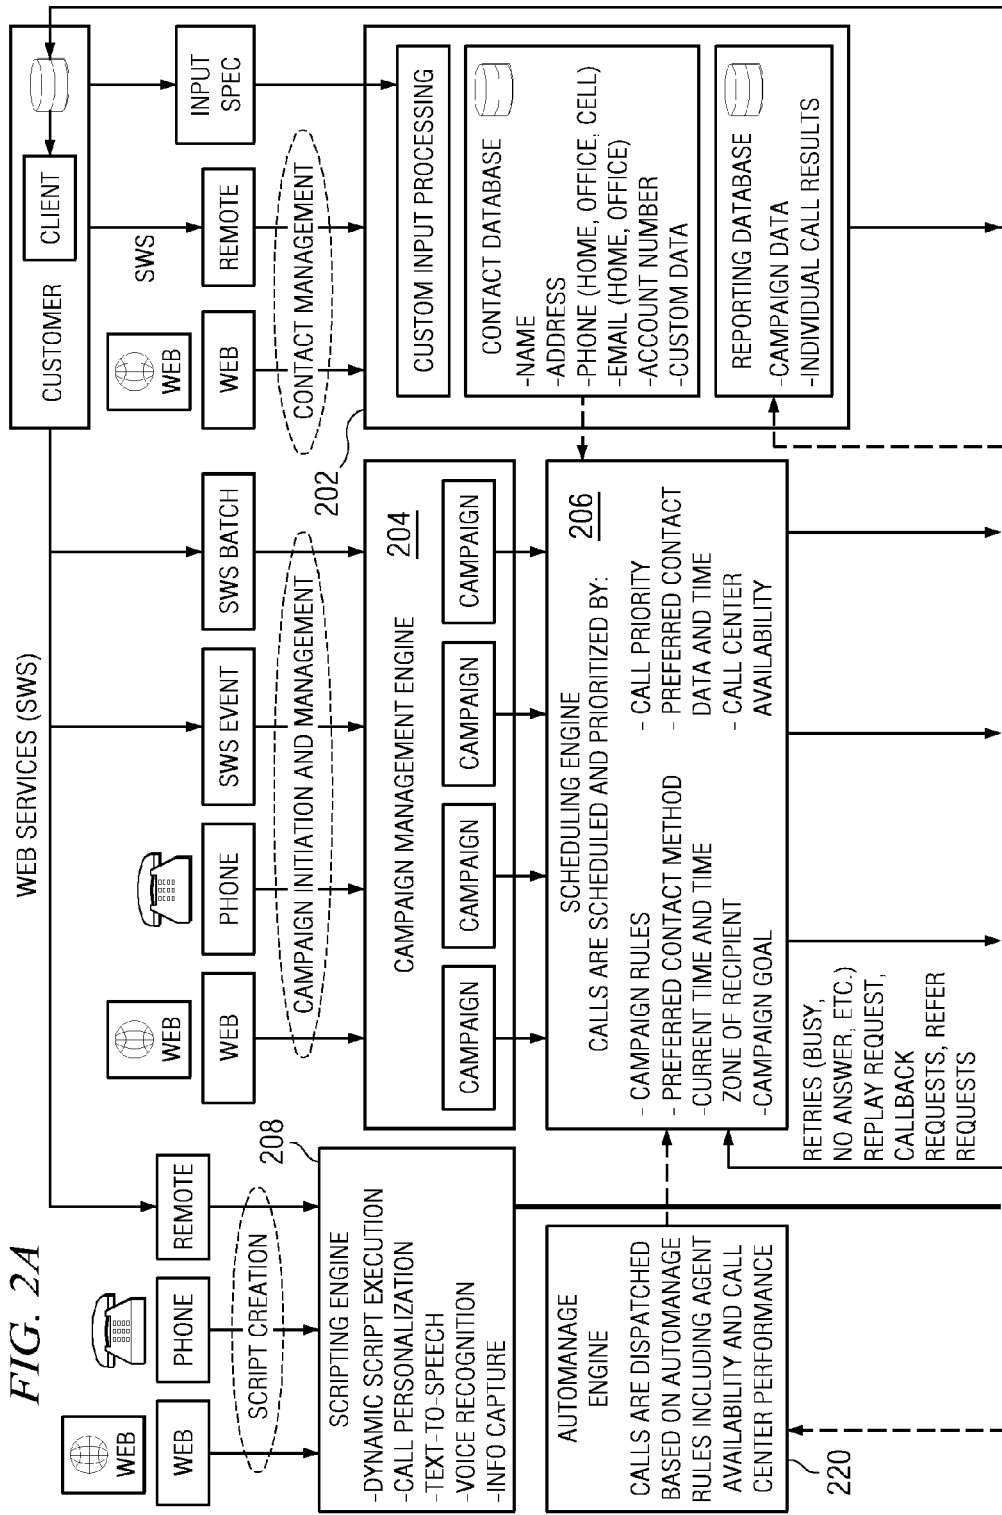 FIG. 2A
WEB SERVICES (SWS)
CUSTOMER
CLIENT
SWS
WEB
WEB
PHONE
REMOTE
SCRIPT CREATION
208
SCRIPTING ENGINE
-DYNAMIC SCRIPT EXECUTION
-CALL PERSONALIZATION
-TEXT-TO-SPEECH
-VOICE RECOGNITION
-INFO CAPTURE
AUTOMANAGE
ENGINE
CALLS ARE DISPATCHED
BASED ON AUTOMANAGE
RULES INCLUDING AGENT
AVAILABILITY AND CALL
CENTER PERFORMANCE
220
WEB
WEB
PHONE
SWS EVENT
SWS BATCH
CAMPAIGN INITIATION AND MANAGEMENT
CAMPAIGN MANAGEMENT ENGINE
204
CAMPAIGN
CAMPAIGN
CAMPAIGN
CAMPAIGN
SCHEDULING ENGINE
206
CALLS ARE SCHEDULED AND PRIORITIZED BY:
- CAMPAIGN RULES
- PREFERRED CONTACT METHOD
-CURRENT TIME AND TIME
ZONE OF RECIPIENT
-CAMPAIGN GOAL
- CALL PRIORITY
- PREFERRED CONTACT
DATA AND TIME
- CALL CENTER
AVAILABILITY
RETRIES (BUSY,
NO ANSWER, ETC.)
REPLAY REQUEST,
CALLBACK
REQUESTS, REFER
REQUESTS
WEB
WEB
REMOTE
INPUT
SPEC
CONTACT MANAGEMENT
202
CUSTOM INPUT PROCESSING
CONTACT DATABASE
-NAME
-ADDRESS
-PHONE (HOME, OFFICE, CELL)
-EMAIL (HOME, OFFICE)
-ACCOUNT NUMBER
-CUSTOM DATA
REPORTING DATABASE
-CAMPAIGN DATA
-INDIVIDUAL CALL RESULTS